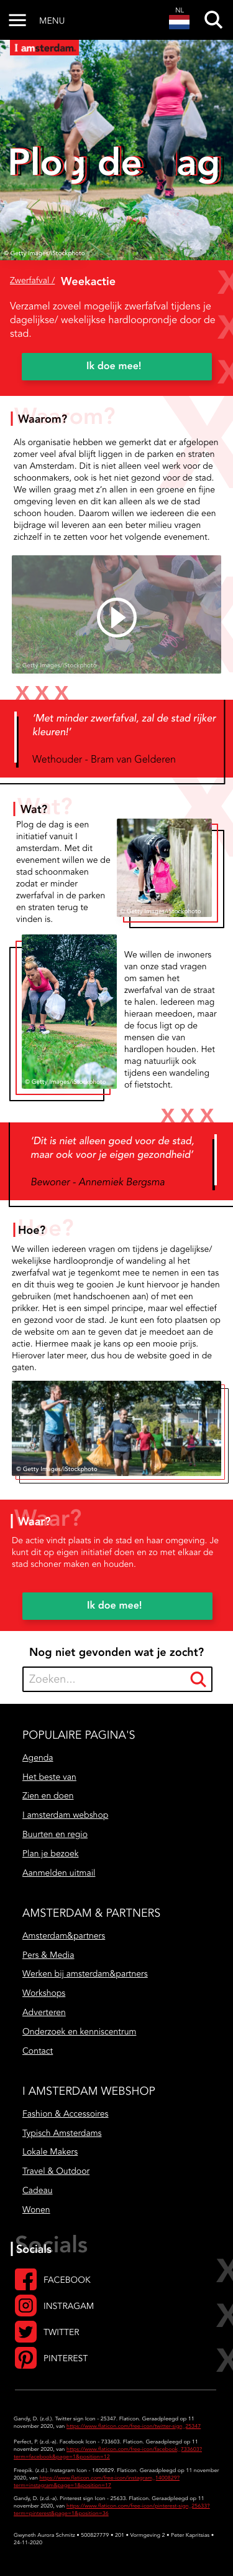 MENU
NL
I amsterdam.
Plog de Dag
© Getty Images/iStockphoto
Zwerfafval / Weekactie
Verzamel zoveel mogelijk zwerfafval tijdens je
dagelijkse/ wekelijkse hardlooprondje door de
stad.
Ik doe mee!
Waarom?
Als organisatie hebben we gemerkt dat er afgelopen
zomer veel afval blijft liggen in de parken en straten
van Amsterdam. Dit is niet alleen veel werk voor de
schoonmakers, ook is het niet gezond voor de stad.
We willen graag met z'n allen in een groene en fijne
omgeving leven en dit kan alleen als we de stad
schoon houden. Daarom willen we iedereen die een
bijdrage wil leveren aan een beter milieu vragen
zichzelf in te zetten voor het volgende evenement.
© Getty Images/iStockphoto
X X X
'Met minder zwerfafval, zal de stad rijker
kleuren!'
Wethouder - Bram van Gelderen
Wat?
Plog de dag is een
initiatief vanuit I
amsterdam. Met dit
evenement willen we de
stad schoonmaken
zodat er minder
zwerfafval in de parken
en straten terug te
vinden is.
© Getty Images/iStockphoto
We willen de inwoners
van onze stad vragen
om samen het
zwerfafval van de straat
te halen. Iedereen mag
hieraan meedoen, maar
de focus ligt op de
mensen die van
hardlopen houden. Het
mag natuurlijk ook
tijdens een wandeling
of fietstocht.
© Getty Images/iStockphoto
X X X
'Dit is niet alleen goed voor de stad,
maar ook voor je eigen gezondheid'
Bewoner - Annemiek Bergsma
Hoe?
We willen iedereen vragen om tijdens je dagelijkse/
wekelijkse hardlooprondje of wandeling al het
zwerfafval wat je tegenkomt mee te nemen in een tas
en dit thuis weg te gooien Je kunt hiervoor je handen
gebruiken (met handschoenen aan) of met een
prikker. Het is een simpel principe, maar wel effectief
en gezond voor de stad. Je kunt een foto plaatsen op
de website om aan te geven dat je meedoet aan de
actie. Hiermee maak je kans op een mooie prijs.
Hierover later meer, dus hou de website goed in de
gaten.
© Getty Images/iStockphoto
Waar?
De actie vindt plaats in de stad en haar omgeving. Je
kunt dit op eigen initiatief doen en zo met elkaar de
stad schoner maken en houden.
Ik doe mee!
Nog niet gevonden wat je zocht?
Zoeken...
POPULAIRE PAGINA'S
Agenda
Het beste van
Zien en doen
I amsterdam webshop
Buurten en regio
Plan je bezoek
Aanmelden uitmail
AMSTERDAM & PARTNERS
Amsterdam&partners
Pers & Media
Werken bij amsterdam&partners
Workshops
Adverteren
Onderzoek en kenniscentrum
Contact
I AMSTERDAM WEBSHOP
Fashion & Accessoires
Typisch Amsterdams
Lokale Makers
Travel & Outdoor
Cadeau
Wonen
Socials
FACEBOOK
INSTRAGAM
TWITTER
PINTEREST
Gandy, D. (z.d.). Twitter sign Icon - 25347. Flaticon. Geraadpleegd op 11
november 2020, van https://www.flaticon.com/free-icon/twitter-sign_25347
Perfect, P. (z.d.-a). Facebook Icon - 733603. Flaticon. Geraadpleegd op 11
november 2020, van
Freepik. (z.d.). Instagram Icon - 1400829. Flaticon. Geraadpleegd op 11 november
2020, van
Gandy, D. (z.d.-a). Pinterest sign Icon - 25633. Flaticon. Geraadpleegd op 11
november 2020, van
Gwyneth Aurora Schmitz • 500827779 • 201 • Vormgeving 2 • Peter Kapritsias •
24-11-2020